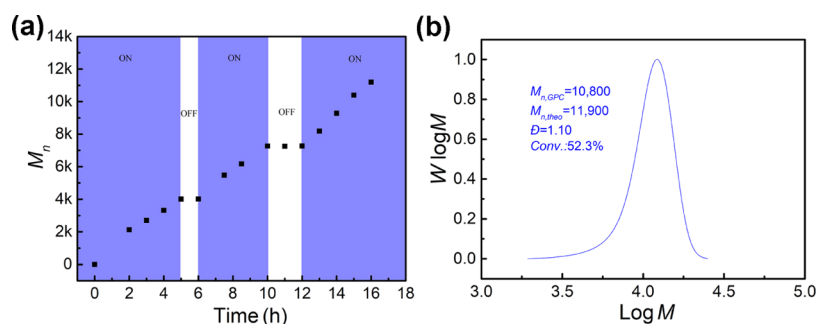 (a)
14k
12k
10k
8k
6k
4k
2k
0
Mn
ON
OFF
ON
OFF
ON
0 2 4 6 8 10 12 14 16 18
Time (h)
(b)
1.0
0.8
0.6
0.4
0.2
0.0
W logM
Mn,GPC=10,800
Mn,theo=11,900
Đ=1.10
Conv.:52.3%
3.0 3.5 4.0 4.5 5.0
Log M